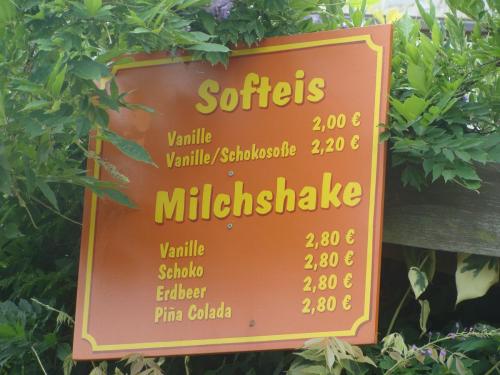 Softeis
Vanille 2,00 €
Vanille/Schokosoße 2,20 €
Milchshake
Vanille 2,80 €
Schoko 2,80 €
Erdbeer 2,80 €
Piña Colada 2,80 €